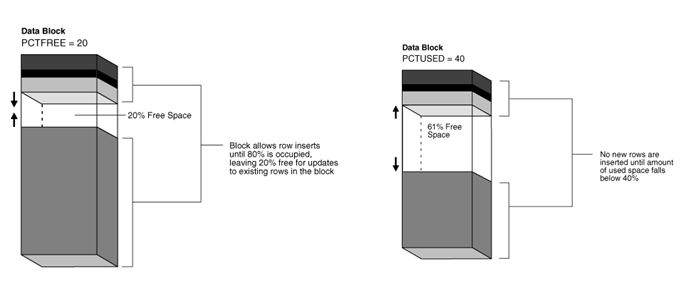 Data Block
PCTFREE = 20
20% Free Space
Block allows row inserts
until 80% is occupied,
leaving 20% free for updates
to existing rows in the block
Data Block
PCTUSED = 40
61% Free
Space
No new rows are
inserted until amount
of used space falls
below 40%